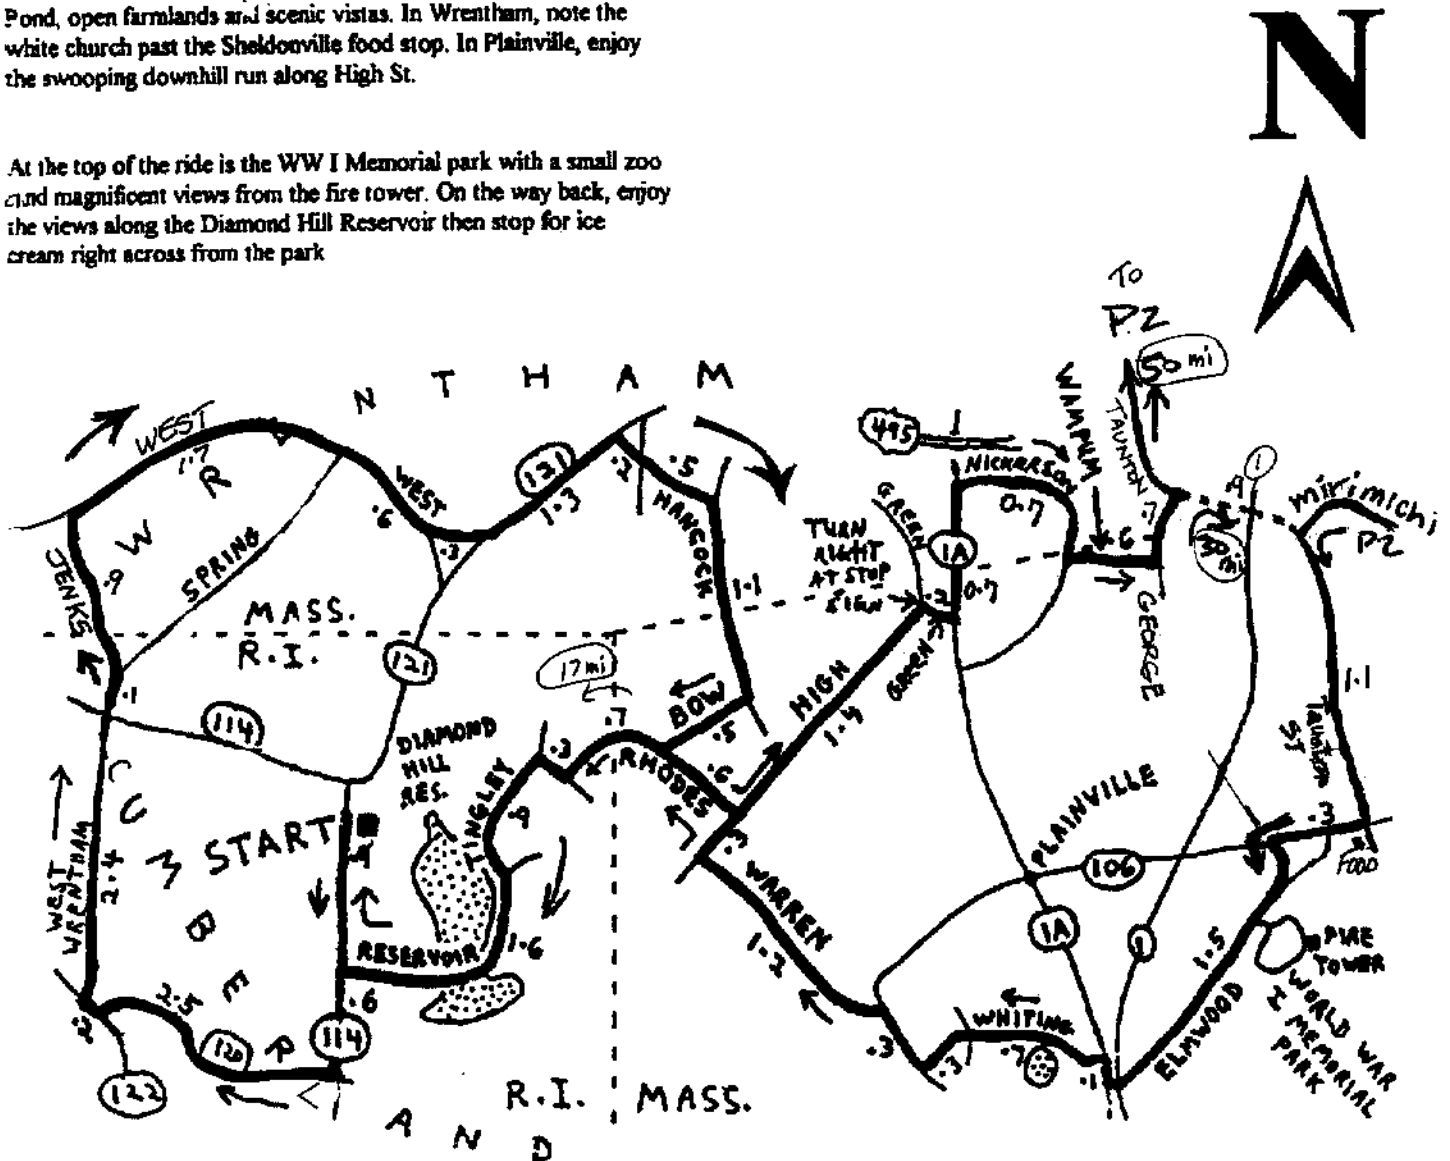 Pond, open farmlands and scenic vistas. In Wrentham, note the
white church past the Sheldonville food stop. In Plainville, enjoy
the swooping downhill run along High St.
At the top of the ride is the WW I Memorial park with a small zoo
and magnificent views from the fire tower. On the way back, enjoy
the views along the Diamond Hill Reservoir then stop for ice
cream right across from the park
N
TO
P2
50 mi
W R N T H A M
WEST
1.7
WEST
.6
.3
121
1.3
.2
.5
HANCOCK
1.1
495
1
NICKERSON
0.7
WAMPUM
TAUNTON
.7
.6
1
mirimichi
P2
GREEN
TURN
RIGHT
AT STOP
SIGN
1A
.2
0.7
GREEN
GEORGE
JENKS
.9
SPRING
MASS.
R.I.
121
17 mi
.1
114
BOW
.5
.7
.6
HIGH
1.4
1.1
Taunton
ST
DIAMOND
HILL
RES.
TINGLEY
.9
.3
RHODES
.3
PLAINVILLE
106
.3
FOOD
START
WEST
WRENTHAM
2.4
C U M B E R
WARREN
1.2
1A
1
1.5
ELMWOOD
FIRE
TOWER
WORLD WAR
I MEMORIAL
PARK
RESERVOIR
1.6
.6
114
2.5
120
.2
122
WHITING
.7
.3
.3
.1
R.I.
MASS.
A N D